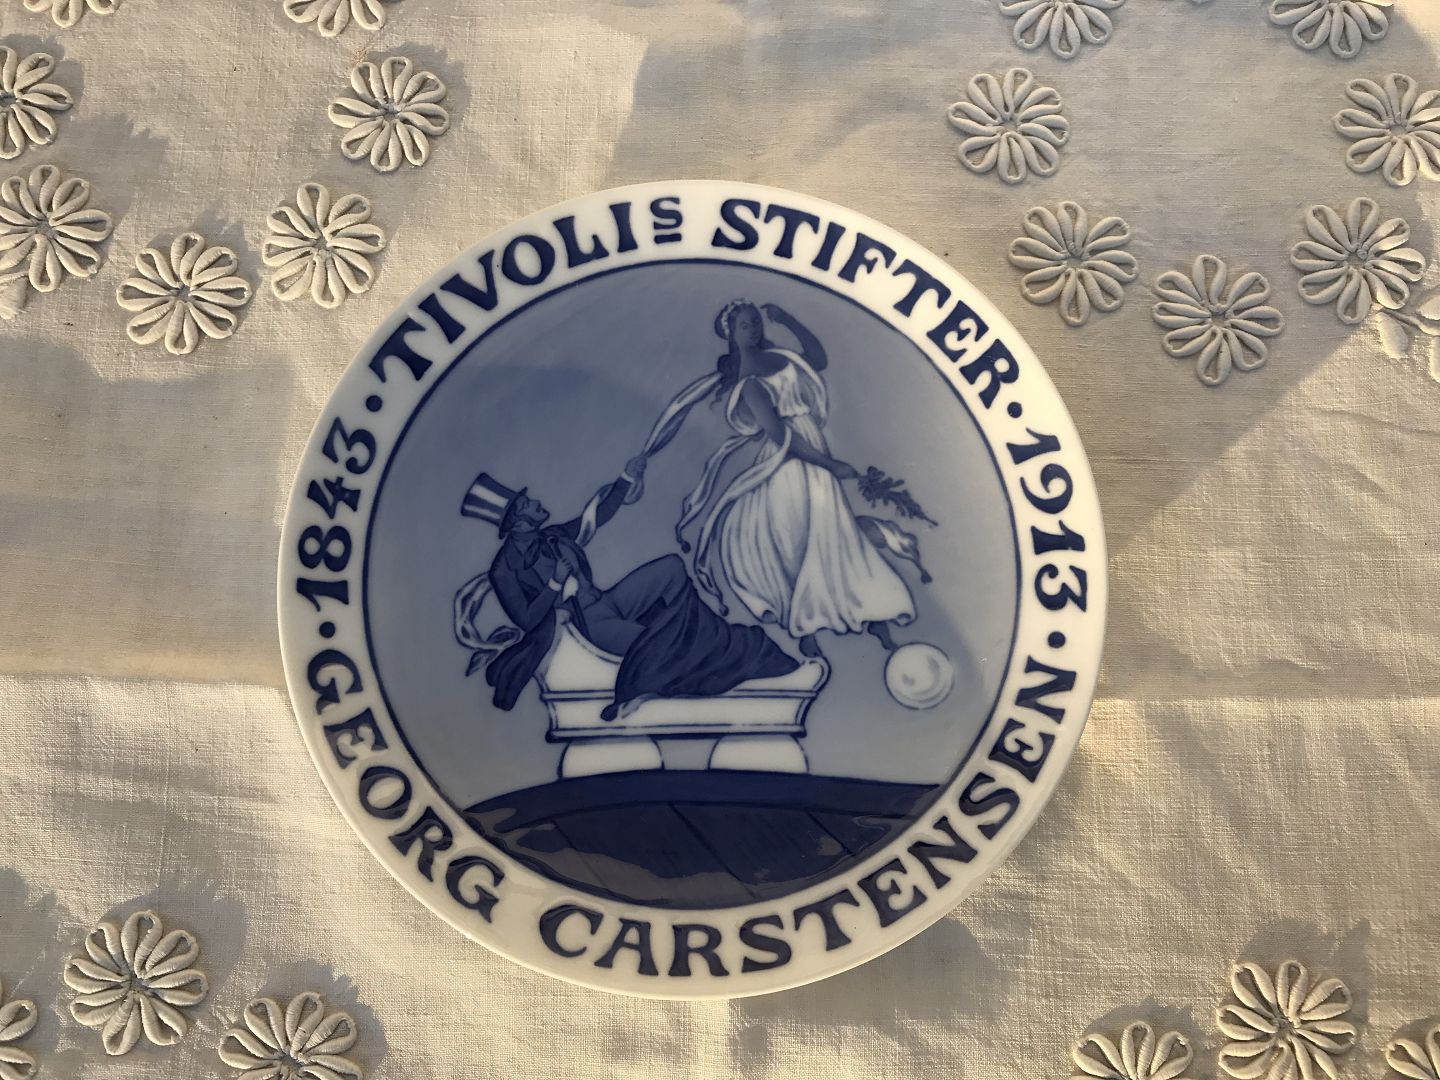 TIVOLIS STIFTER · 1913 ·
GEORG CARSTENSEN
· 1843 ·